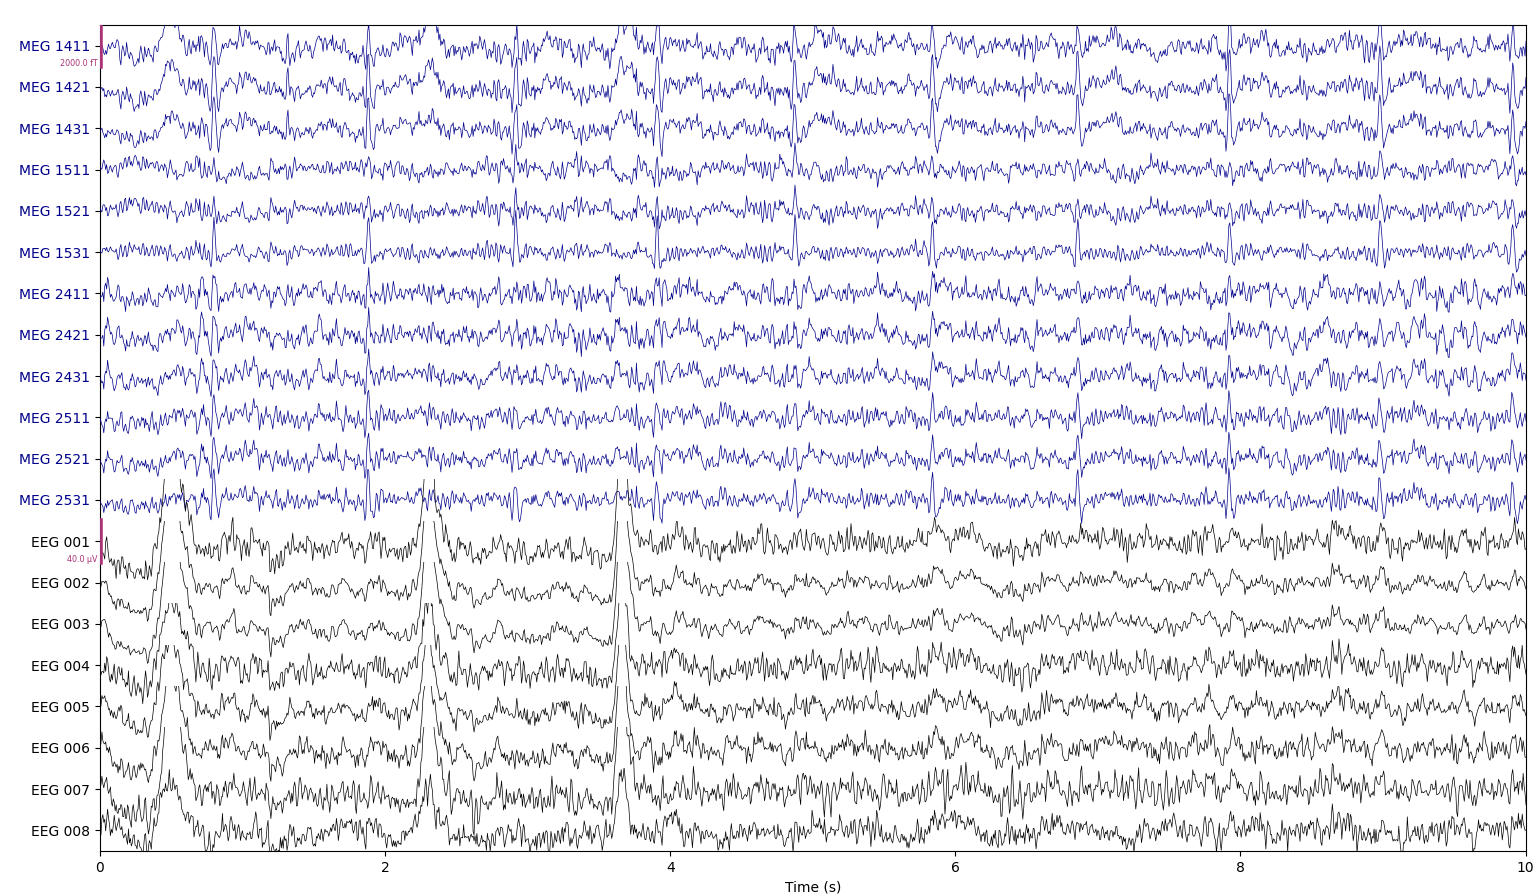 MEG 1411
2000.0 fT
MEG 1421
MEG 1431
MEG 1511
MEG 1521
MEG 1531
MEG 2411
MEG 2421
MEG 2431
MEG 2511
MEG 2521
MEG 2531
EEG 001
40.0 µV
EEG 002
EEG 003
EEG 004
EEG 005
EEG 006
EEG 007
EEG 008
0 2 4 6 8 10
Time (s)